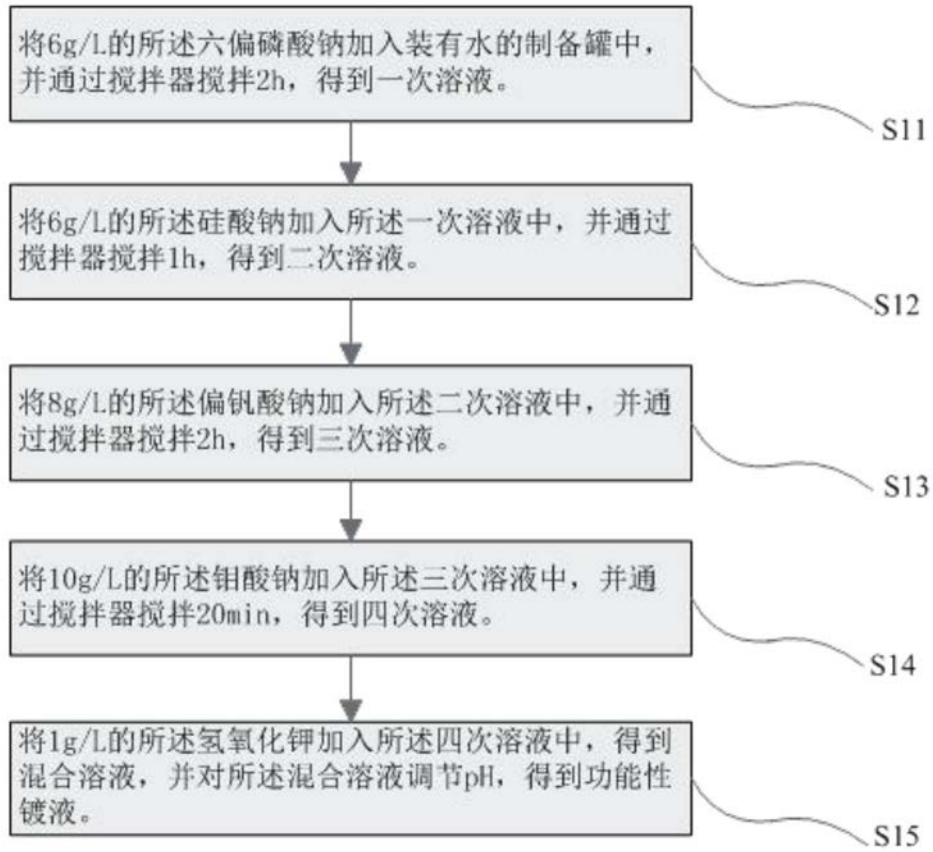 将6g/L的所述六偏磷酸钠加入装有水的制备罐中，
并通过搅拌器搅拌2h，得到一次溶液。
S11
将6g/L的所述硅酸钠加入所述一次溶液中，并通过
搅拌器搅拌1h，得到二次溶液。
S12
将8g/L的所述偏钒酸钠加入所述二次溶液中，并通
过搅拌器搅拌2h，得到三次溶液。
S13
将10g/L的所述钼酸钠加入所述三次溶液中，并通
过搅拌器搅拌20min，得到四次溶液。
S14
将1g/L的所述氢氧化钾加入所述四次溶液中，得到
混合溶液，并对所述混合溶液调节pH，得到功能性
镀液。
S15